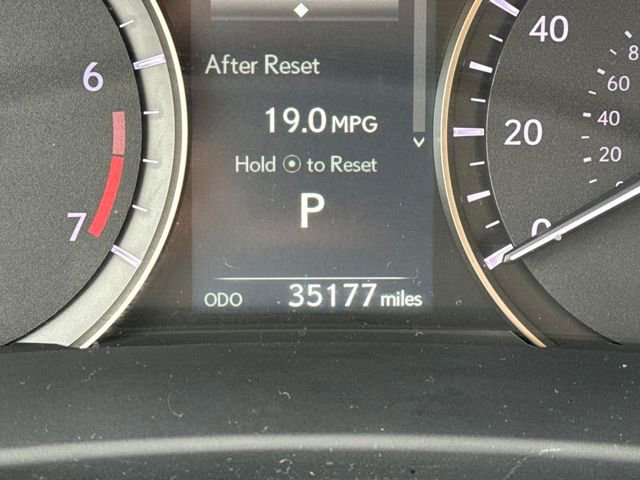 After Reset
19.0 MPG
Hold ⊙ to Reset
P
ODO 35177 miles
6
7
40
20
0
8
60
40
20